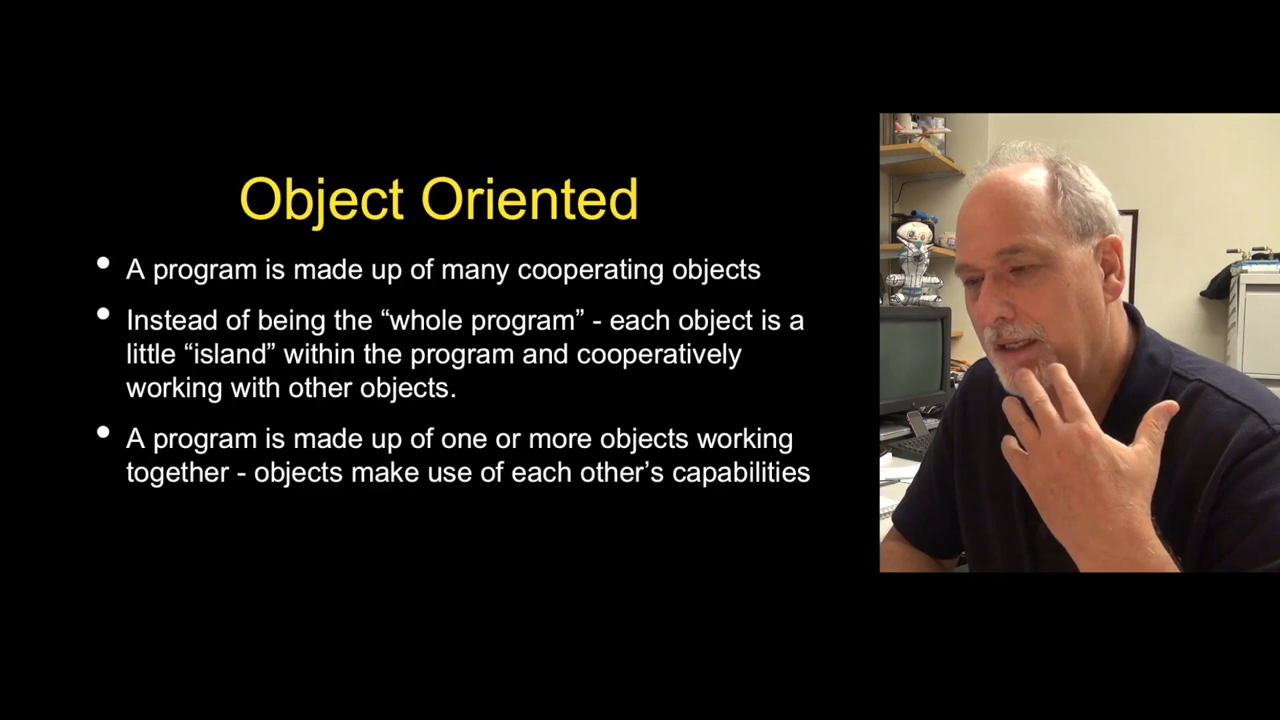 Object Oriented
• A program is made up of many cooperating objects
• Instead of being the “whole program” - each object is a
little “island” within the program and cooperatively
working with other objects.
• A program is made up of one or more objects working
together - objects make use of each other’s capabilities